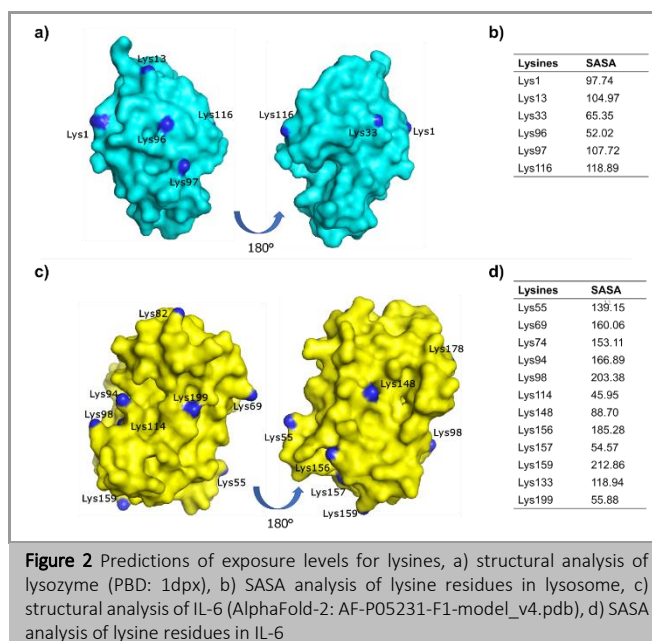 a)
b)
Lys13
Lys116
Lys1
Lys96
Lys97
Lys116
Lys33
Lys1
180º
Lysines SASA
Lys1 97.74
Lys13 104.97
Lys33 65.35
Lys96 52.02
Lys97 107.72
Lys116 118.89
c)
d)
Lys82
Lys94
Lys199
Lys69
Lys98
Lys114
Lys55
Lys159
Lys178
Lys148
Lys55
Lys98
Lys156
Lys157
Lys159
180º
Lysines SASA
Lys55 139.15
Lys69 160.06
Lys74 153.11
Lys94 166.89
Lys98 203.38
Lys114 45.95
Lys148 88.70
Lys156 185.28
Lys157 54.57
Lys159 212.86
Lys133 118.94
Lys199 55.88
Figure 2 Predictions of exposure levels for lysines, a) structural analysis of
lysozyme (PBD: 1dpx), b) SASA analysis of lysine residues in lysosome, c)
structural analysis of IL-6 (AlphaFold-2: AF-P05231-F1-model_v4.pdb), d) SASA
analysis of lysine residues in IL-6